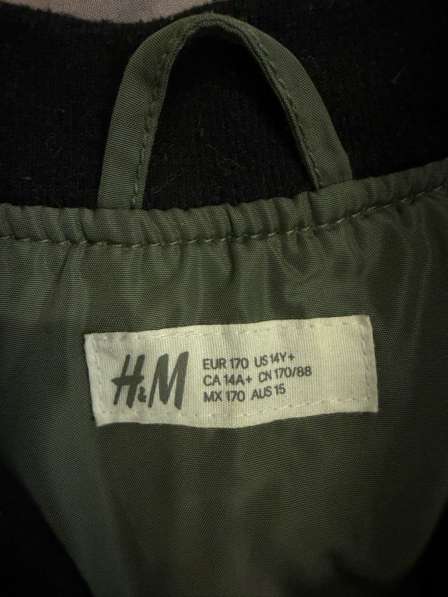 H&M
EUR 170 US 14Y+
CA 14A+ CN 170/88
MX 170 AUS 15